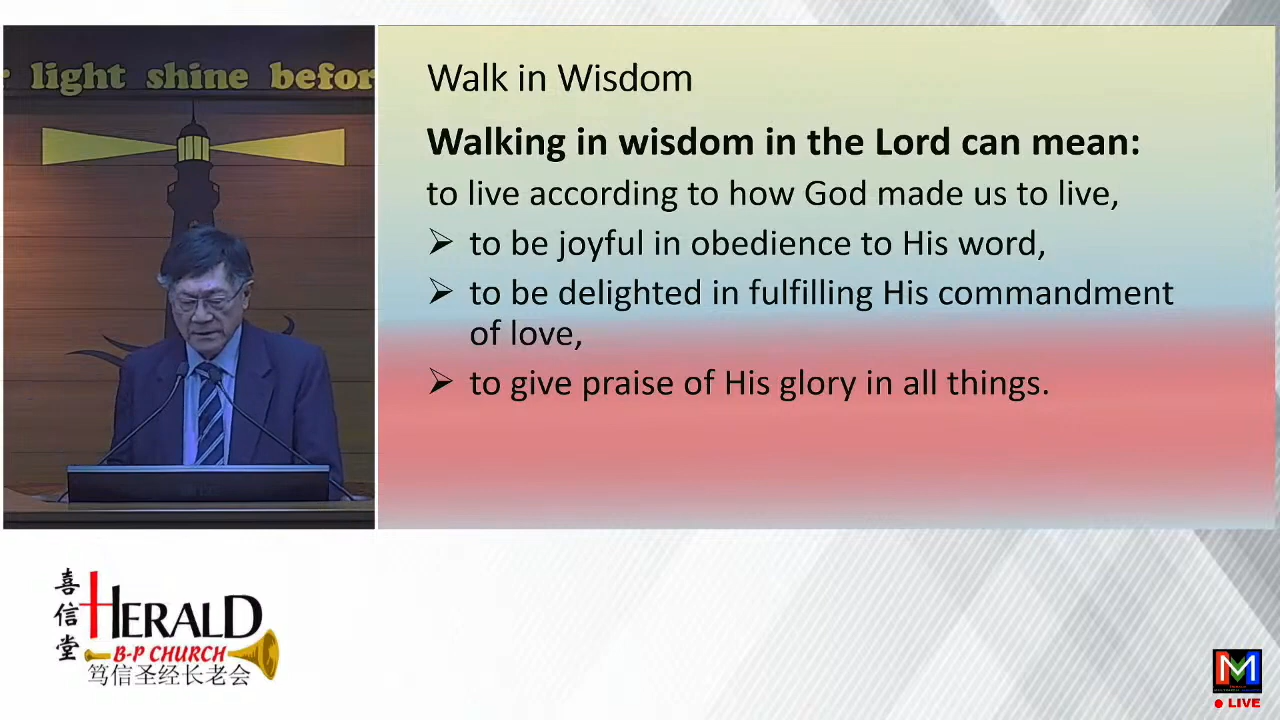 light shine befor
Walk in Wisdom
Walking in wisdom in the Lord can mean:
to live according to how God made us to live,
➢ to be joyful in obedience to His word,
➢ to be delighted in fulfilling His commandment
of love,
➢ to give praise of His glory in all things.
喜信堂
HERALD
B-P CHURCH
笃信圣经长老会
M
LIVE